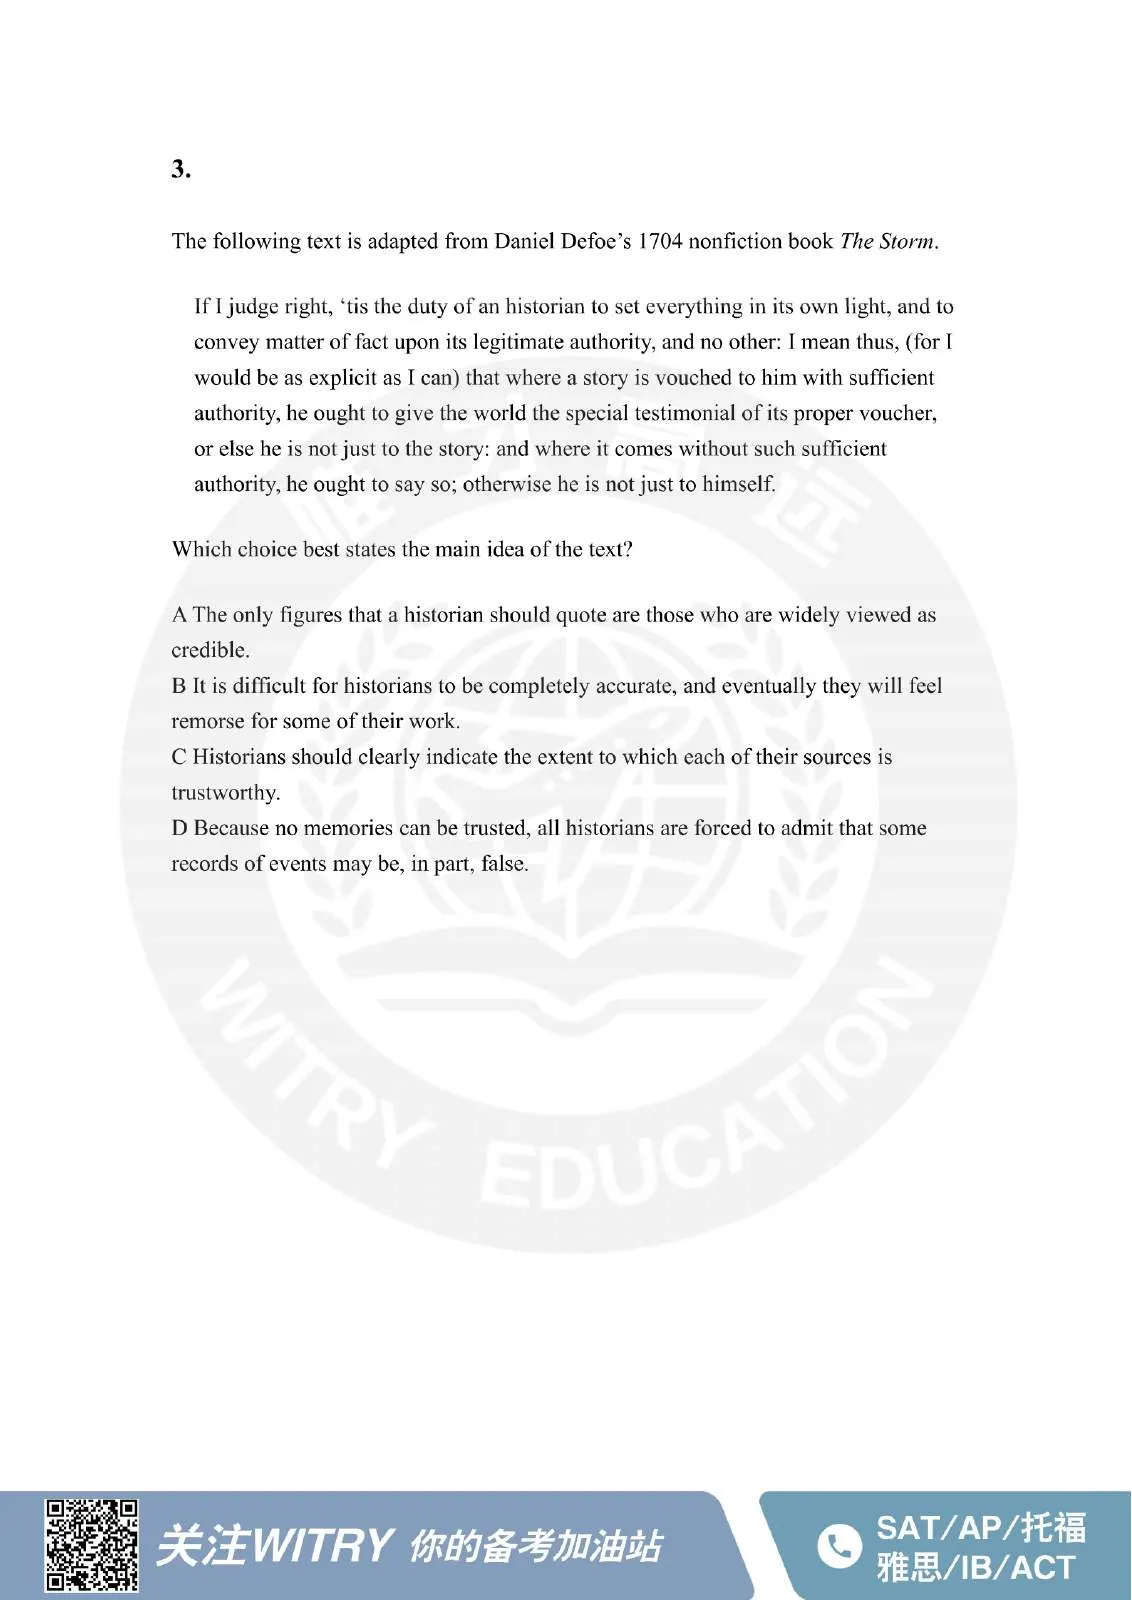 3.
The following text is adapted from Daniel Defoe’s 1704 nonfiction book The Storm.
If I judge right, ‘tis the duty of an historian to set everything in its own light, and to
convey matter of fact upon its legitimate authority, and no other: I mean thus, (for I
would be as explicit as I can) that where a story is vouched to him with sufficient
authority, he ought to give the world the special testimonial of its proper voucher,
or else he is not just to the story: and where it comes without such sufficient
authority, he ought to say so; otherwise he is not just to himself.
Which choice best states the main idea of the text?
A The only figures that a historian should quote are those who are widely viewed as
credible.
B It is difficult for historians to be completely accurate, and eventually they will feel
remorse for some of their work.
C Historians should clearly indicate the extent to which each of their sources is
trustworthy.
D Because no memories can be trusted, all historians are forced to admit that some
records of events may be, in part, false.
惟才高远
WITRY EDUCATION
关注WITRY 你的备考加油站
SAT/AP/托福
雅思/IB/ACT